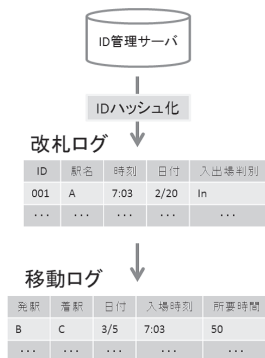 ID管理サーバ
IDハッシュ化
改札ログ
ID 駅名 時刻 日付 入出場判別
001 A 7:03 2/20 In
... ... ... ... ...
移動ログ
発駅 着駅 日付 入場時刻 所要時間
B C 3/5 7:03 50
... ... ... ... ...